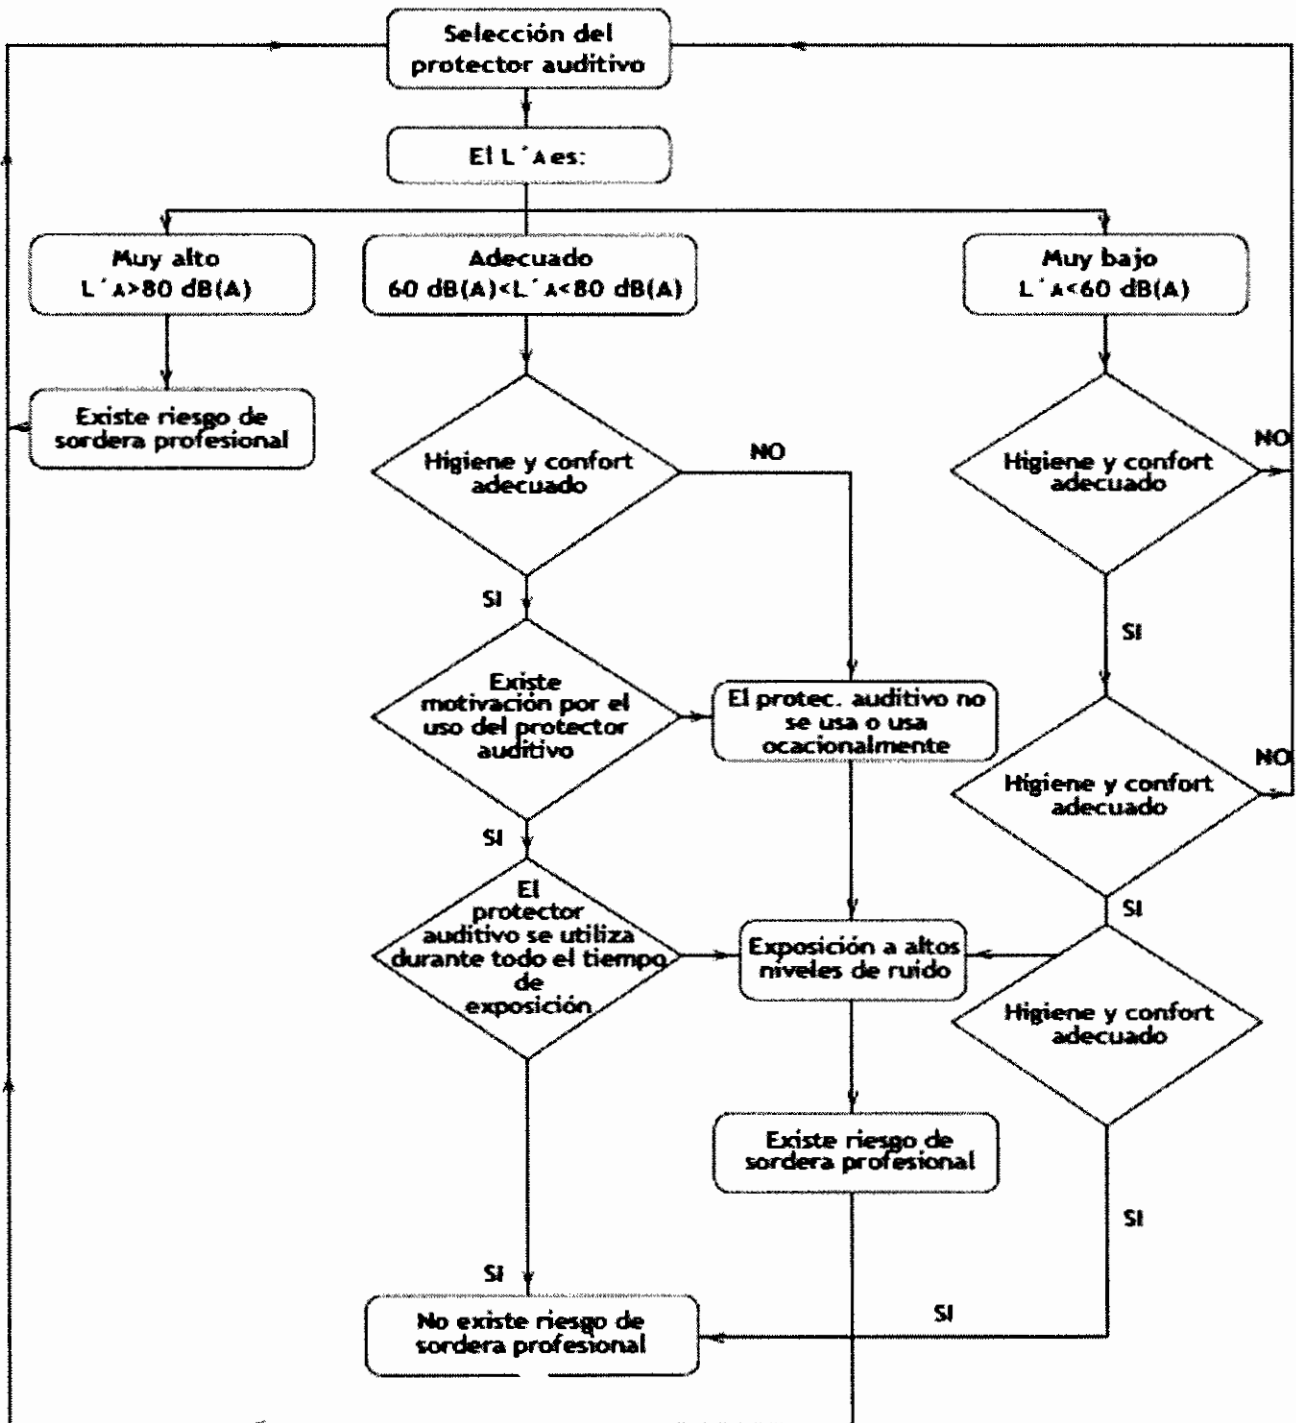 Selección del
protector auditivo
El L´A es:
Muy alto
L´A>80 dB(A)
Adecuado
60 dB(A)<L´A<80 dB(A)
Muy bajo
L´A<60 dB(A)
Existe riesgo de
sordera profesional
Higiene y confort
adecuado
NO
Higiene y confort
adecuado
NO
SI
SI
Existe
motivación por el
uso del protector
auditivo
El protec. auditivo no
se usa o usa
ocacionalmente
Higiene y confort
adecuado
NO
SI
SI
El
protector
auditivo se utiliza
durante todo el tiempo
de
exposición
Exposición a altos
niveles de ruido
Higiene y confort
adecuado
Existe riesgo de
sordera profesional
SI
SI
No existe riesgo de
sordera profesional
SI